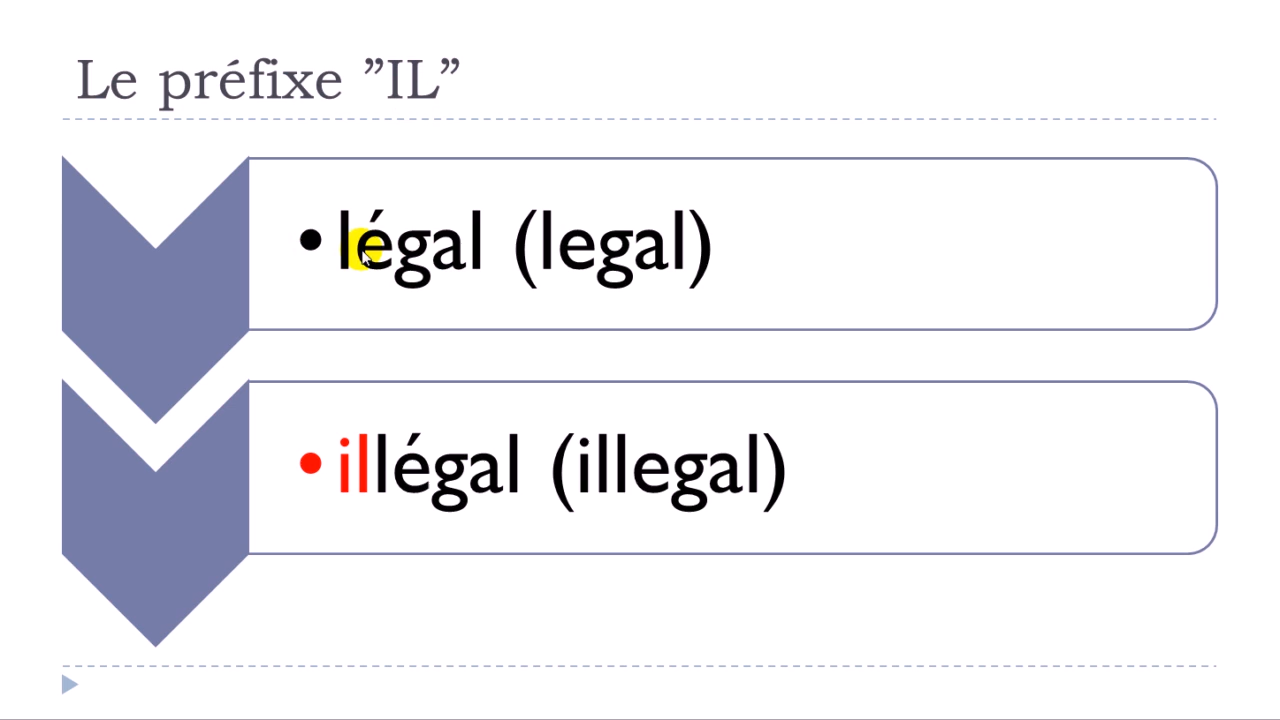 Le préfixe ”IL”
• légal (legal)
• illégal (illegal)